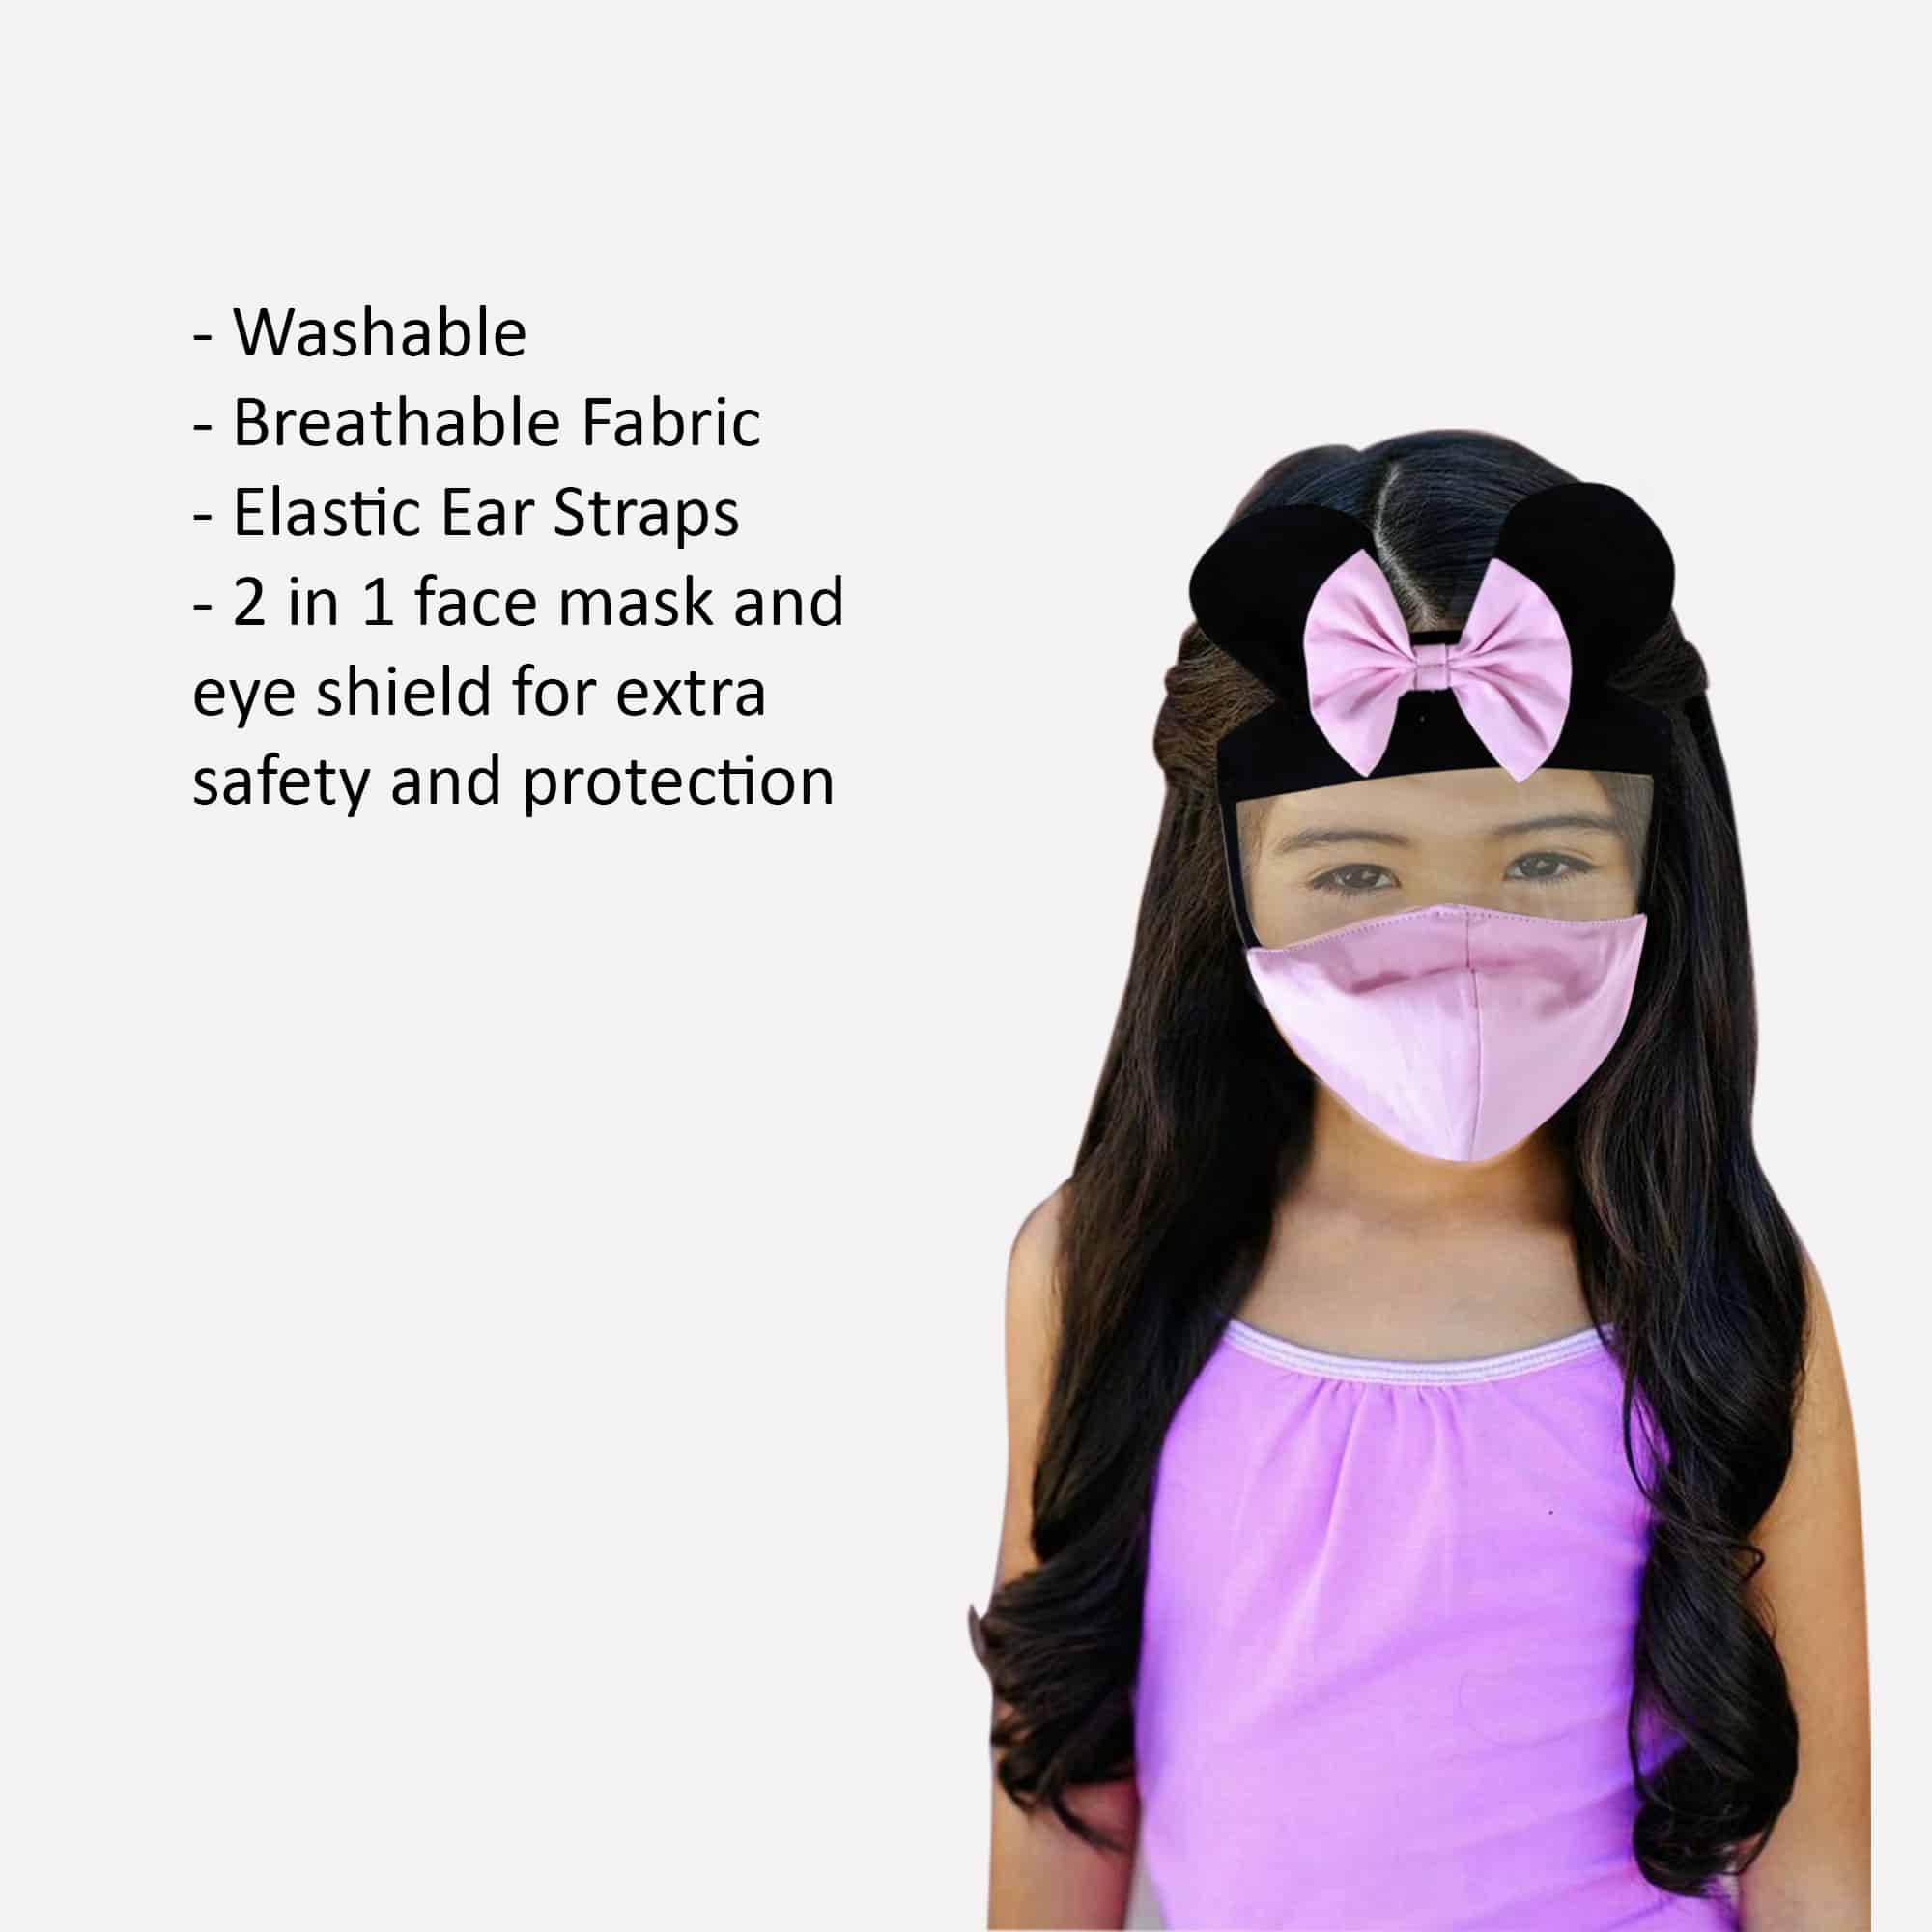 - Washable
- Breathable Fabric
- Elastic Ear Straps
- 2 in 1 face mask and
eye shield for extra
safety and protection